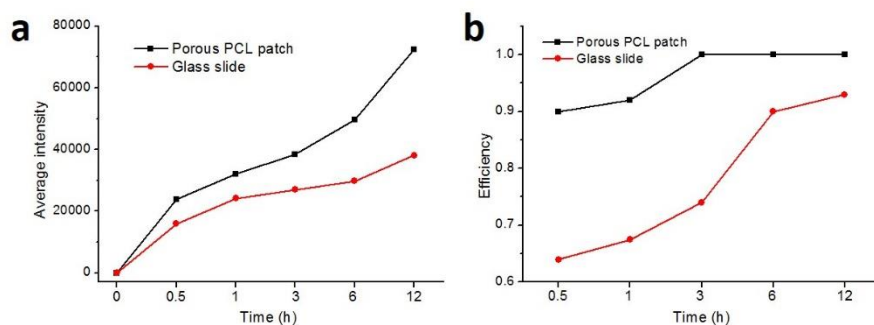 a
80000
60000
40000
20000
0
Average intensity
Porous PCL patch
Glass slide
0 0.5 1 3 6 12
Time (h)
b
1.0
0.9
0.8
0.7
0.6
Efficiency
Porous PCL patch
Glass slide
0.5 1 3 6 12
Time (h)